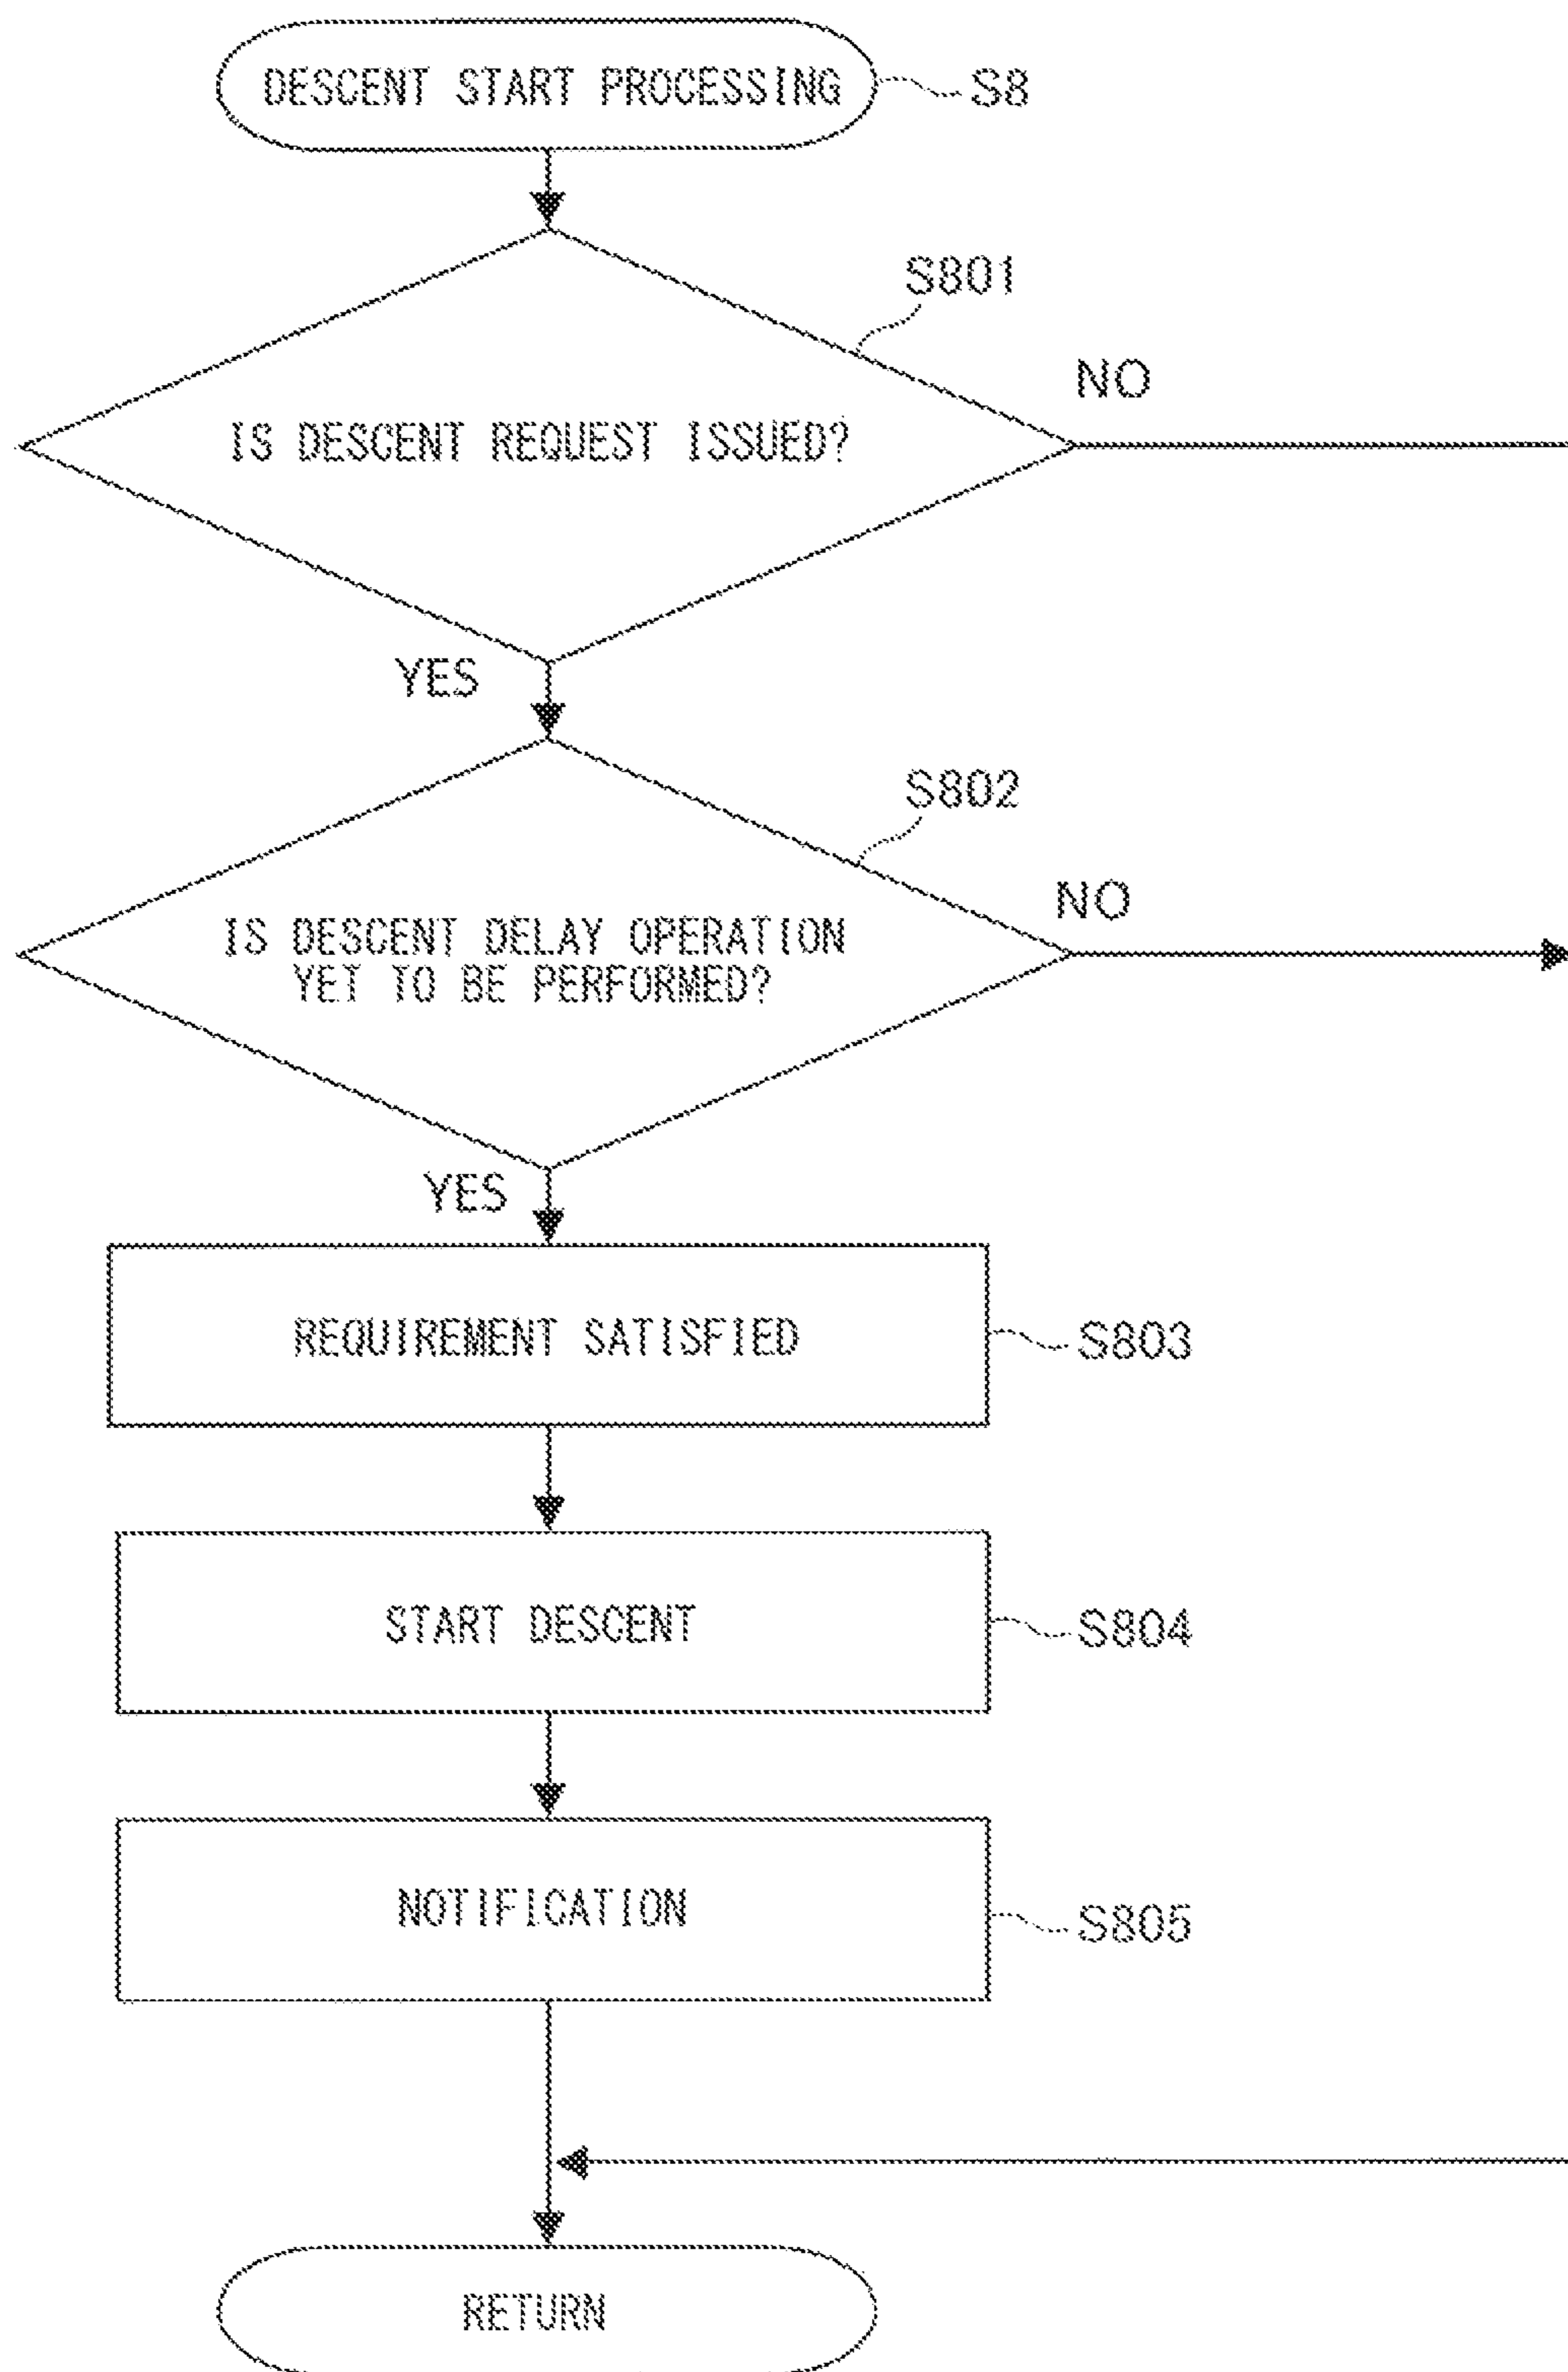 DESCENT START PROCESSING
S8
S801
NO
IS DESCENT REQUEST ISSUED?
YES
S802
NO
IS DESCENT DELAY OPERATION
YET TO BE PERFORMED?
YES
REQUIREMENT SATISFIED
S803
START DESCENT
S804
NOTIFICATION
S805
RETURN